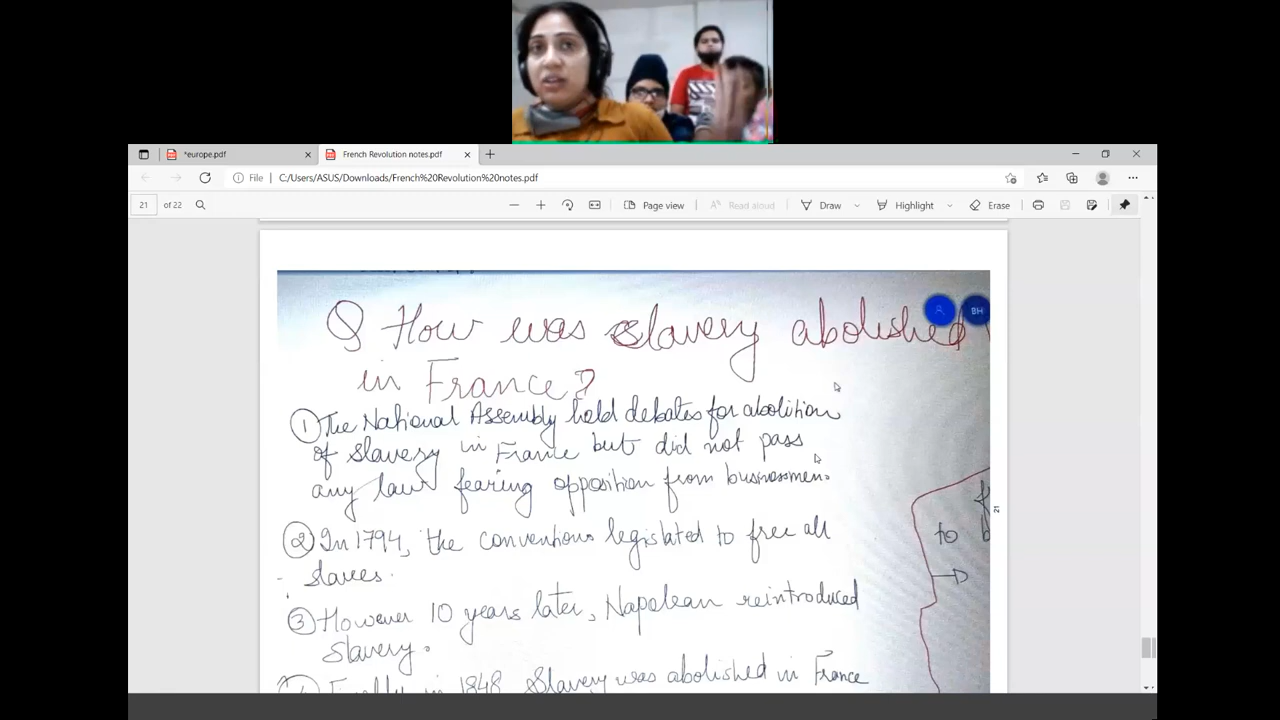 *europe.pdf
French Revolution notes.pdf
File
C:/Users/ASUS/Downloads/French%20Revolution%20notes.pdf
21 of 22
Page view
Read aloud
Draw
Highlight
Erase
BH
Q How was slavery abolished
in France?
① The National Assembly held debates for abolition
of slavery in France but did not pass
any law fearing opposition from businessmen.
② In 1794, the conventions legislated to free all
slaves.
③ However 10 years later, Napolean reintroduced
slavery.
Finally in 1848 slavery was abolished in France
to
21